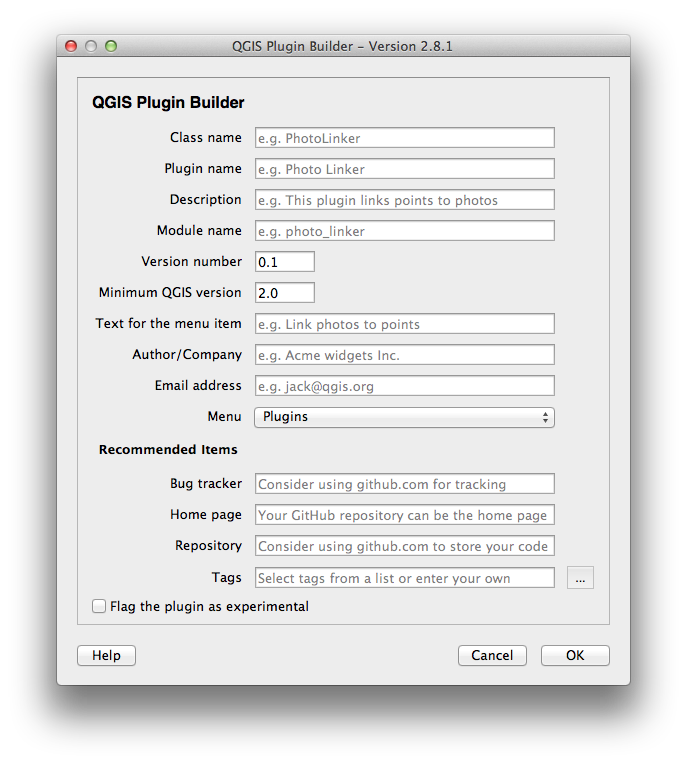 QGIS Plugin Builder – Version 2.8.1
QGIS Plugin Builder
Class name e.g. PhotoLinker
Plugin name e.g. Photo Linker
Description e.g. This plugin links points to photos
Module name e.g. photo_linker
Version number 0.1
Minimum QGIS version 2.0
Text for the menu item e.g. Link photos to points
Author/Company e.g. Acme widgets Inc.
Email address e.g. jack@qgis.org
Menu Plugins
Recommended Items
Bug tracker Consider using github.com for tracking
Home page Your GitHub repository can be the home page
Repository Consider using github.com to store your code
Tags Select tags from a list or enter your own ...
Flag the plugin as experimental
Help Cancel OK